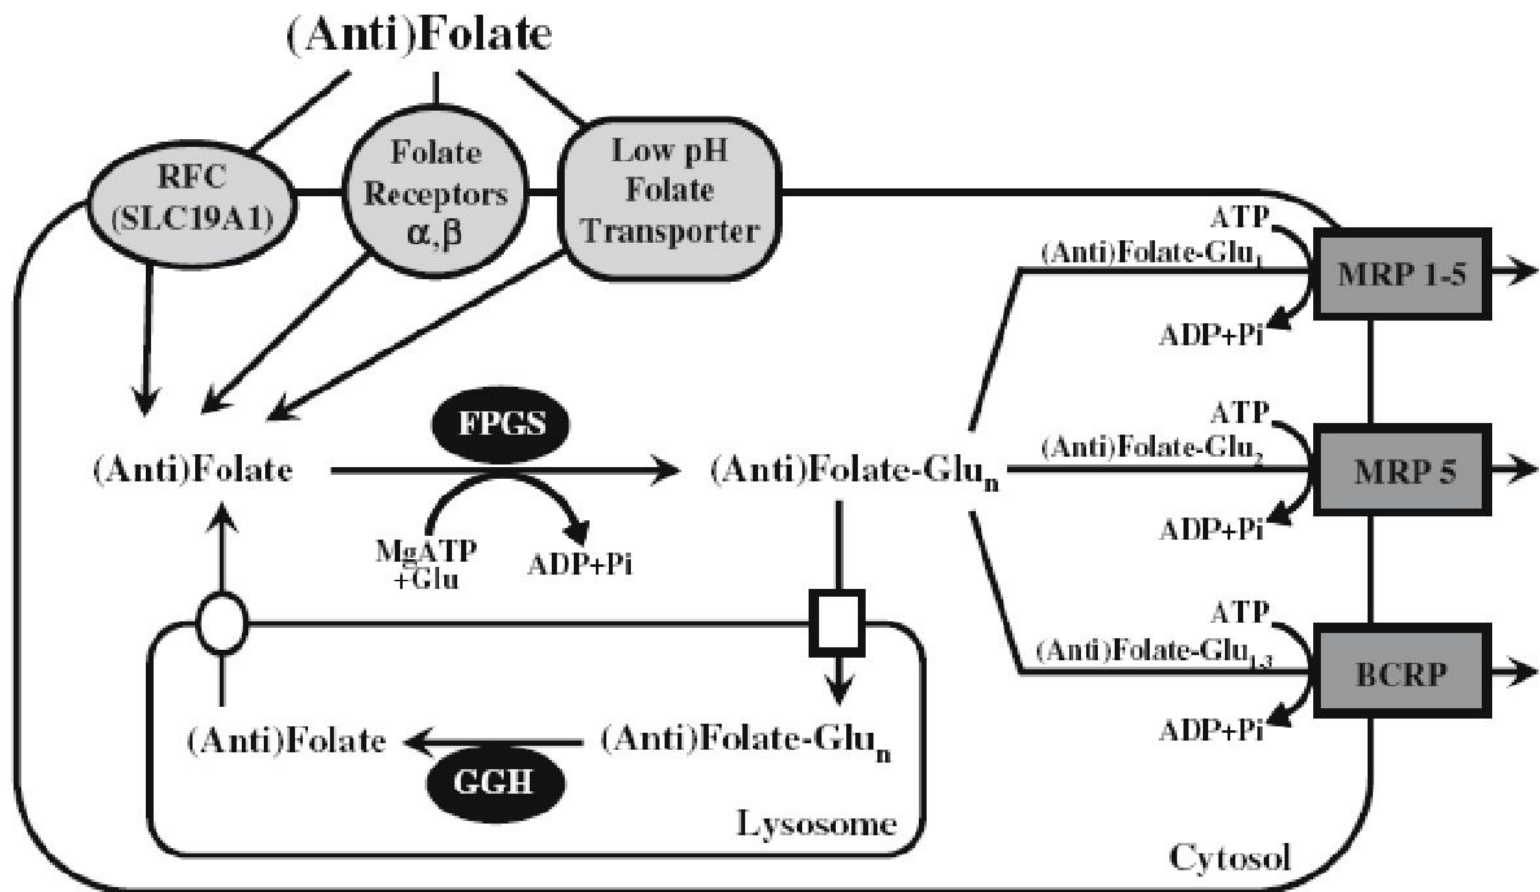 (Anti)Folate
RFC
(SLC19A1)
Folate
Receptors
α,β
Low pH
Folate
Transporter
ATP
(Anti)Folate-Glu1
MRP 1-5
ADP+Pi
(Anti)Folate
FPGS
MgATP
+Glu
ADP+Pi
(Anti)Folate-Glun
ATP
(Anti)Folate-Glu2
MRP 5
ADP+Pi
ATP
(Anti)Folate-Glu1-3
BCRP
ADP+Pi
(Anti)Folate
GGH
(Anti)Folate-Glun
Lysosome
Cytosol